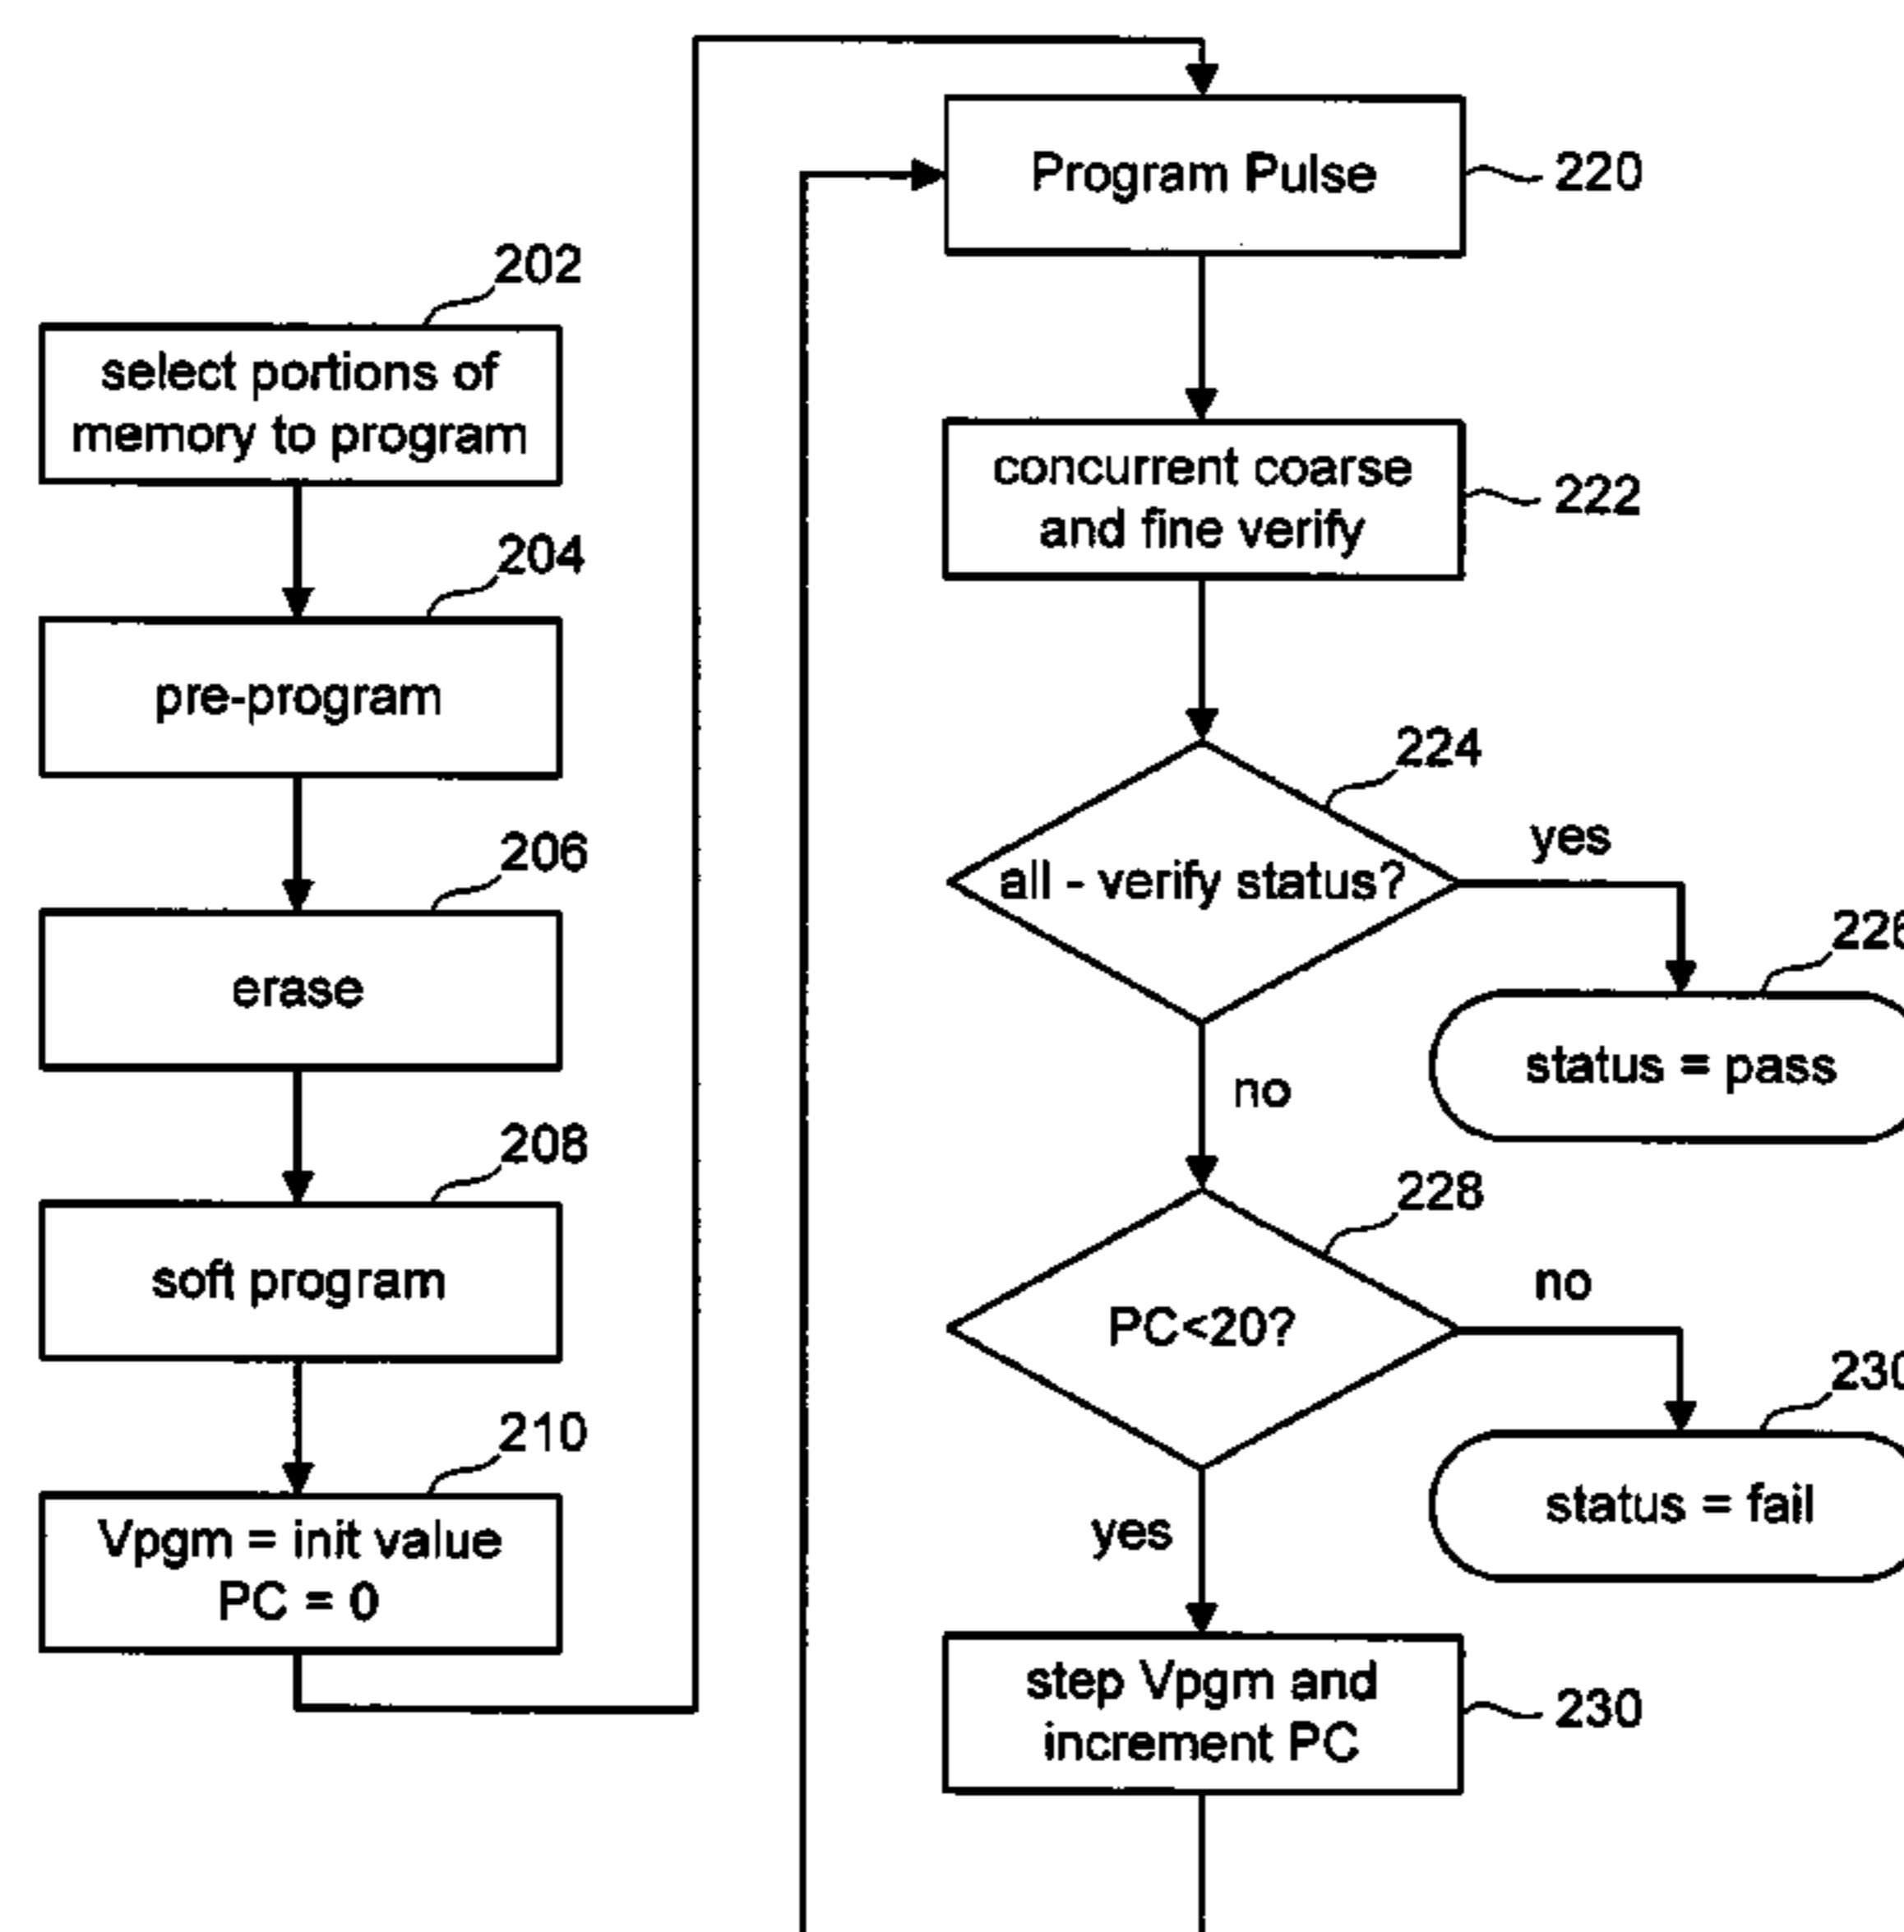 202
select portions of
memory to program
204
pre-program
206
erase
208
soft program
210
Vpgm = init value
PC = 0
Program Pulse
220
concurrent coarse
and fine verify
222
224
all - verify status?
yes
226
status = pass
no
228
PC<20?
no
230
status = fail
yes
step Vpgm and
increment PC
230